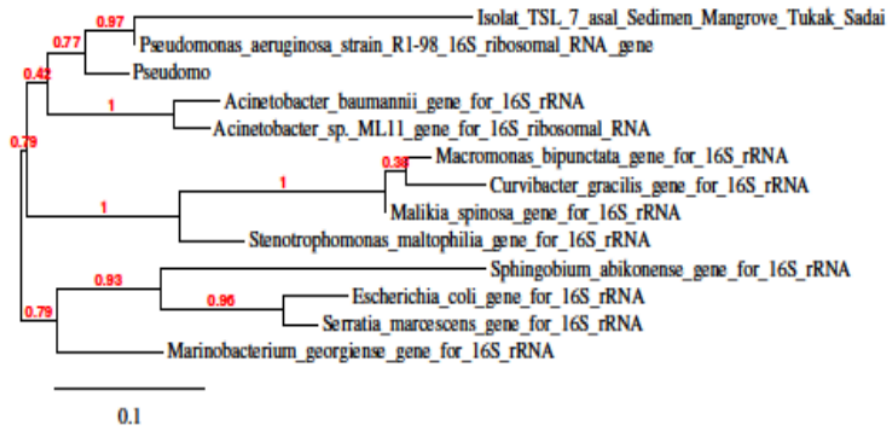 0.97
Isolat_TSL_7_asal_Sedimen_Mangrove_Tukak_Sadai
0.77
Pseudomonas_aeruginosa_strain_R1-98_16S_ribosomal_RNA_gene
0.42
Pseudomo
1
Acinetobacter_baumannii_gene_for_16S_rRNA
Acinetobacter_sp._ML11_gene_for_16S_ribosomal_RNA
0.79
Macromonas_bipunctata_gene_for_16S_rRNA
0.38
1
Curvibacter_gracilis_gene_for_16S_rRNA
1
Malikia_spinosa_gene_for_16S_rRNA
Stenotrophomonas_maltophilia_gene_for_16S_rRNA
Sphingobium_abikonense_gene_for_16S_rRNA
0.93
Escherichia_coli_gene_for_16S_rRNA
0.96
0.79
Serratia_marcescens_gene_for_16S_rRNA
Marinobacterium_georgiense_gene_for_16S_rRNA
0.1